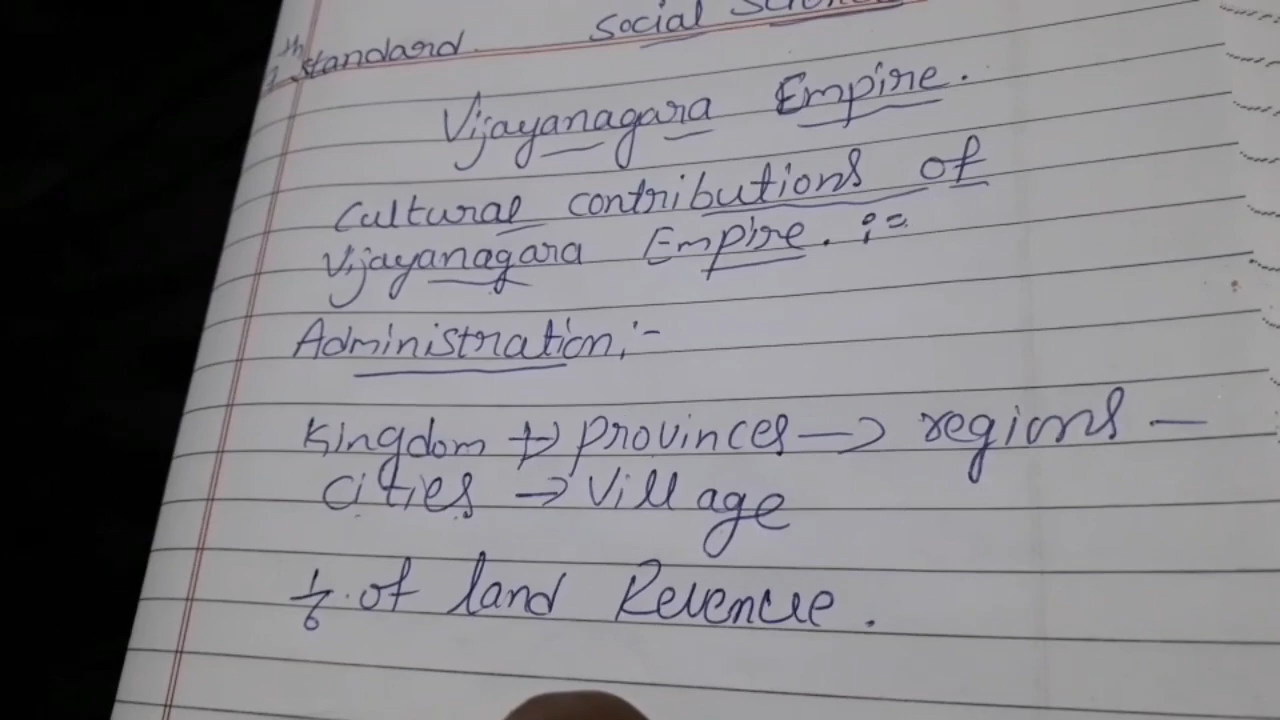 th
standard Social
Vijayanagara Empire.
Cultural contributions of
Vijayanagara Empire. :=
Administration:-
Kingdom → provinces → regions —
cities → Village
1/6 of land Revenue.